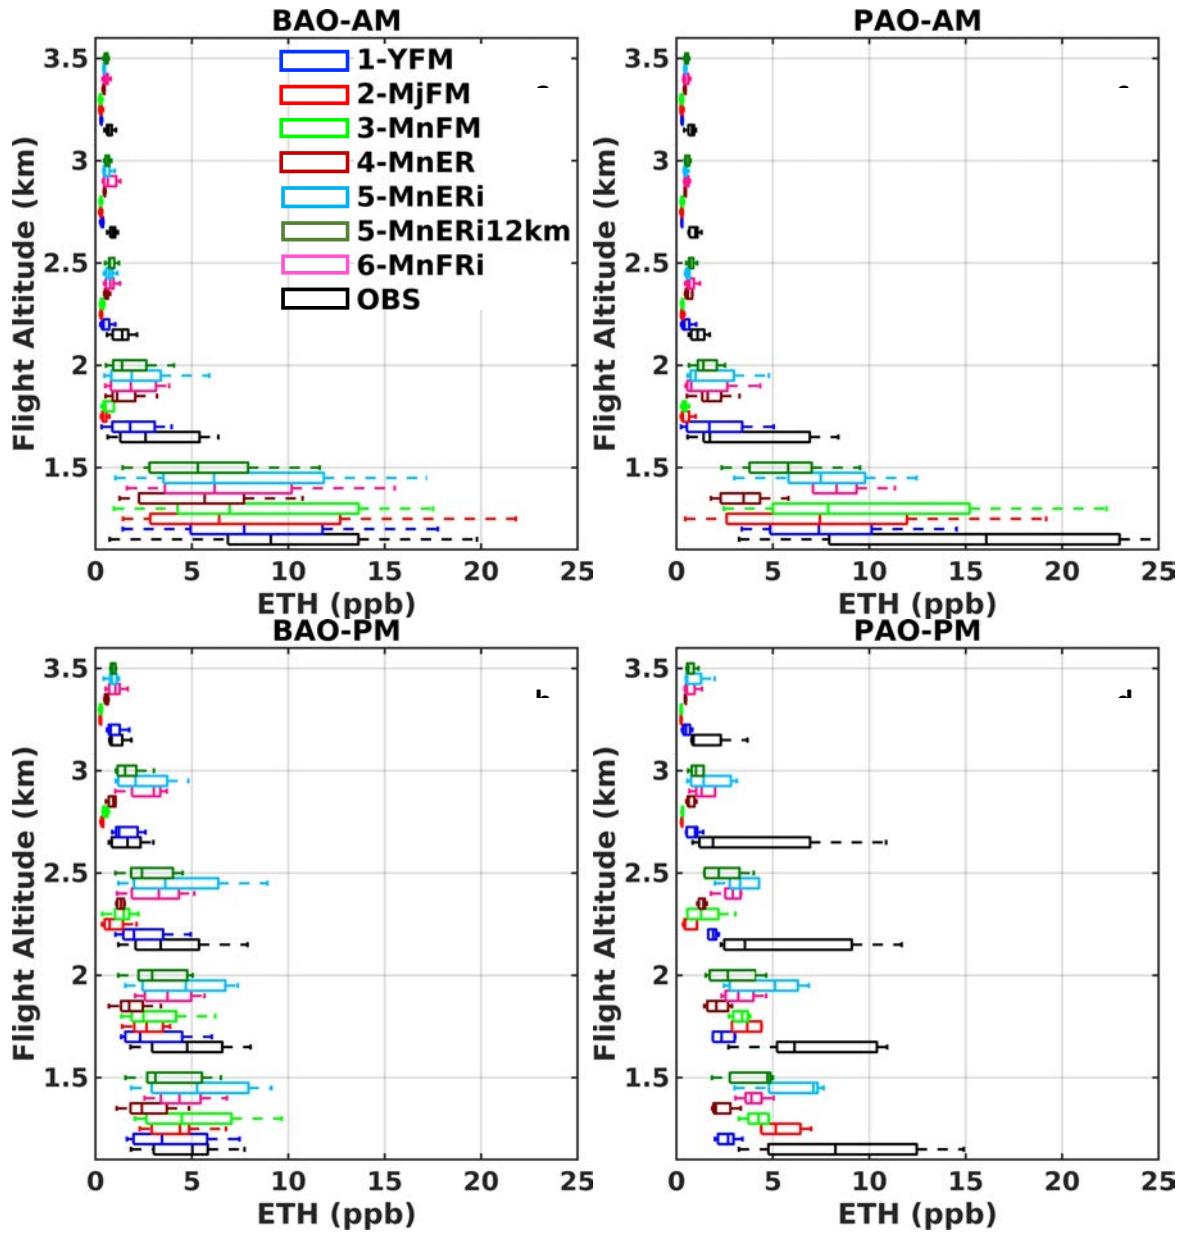 BAO-AM
3.5
3
2.5
2
1.5
0 5 10 15 20 25
Flight Altitude (km)
ETH (ppb)
1-YFM
2-MjFM
3-MnFM
4-MnER
5-MnERi
5-MnERi12km
6-MnFRi
OBS
PAO-AM
3.5
3
2.5
2
1.5
0 5 10 15 20 25
Flight Altitude (km)
ETH (ppb)
BAO-PM
3.5
3
2.5
2
1.5
0 5 10 15 20 25
Flight Altitude (km)
ETH (ppb)
PAO-PM
3.5
3
2.5
2
1.5
0 5 10 15 20 25
Flight Altitude (km)
ETH (ppb)